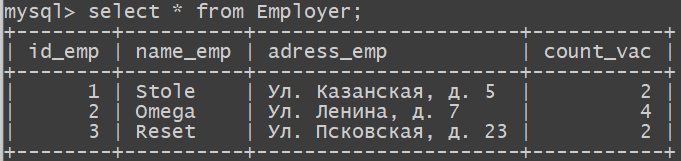 mysql> select * from Employer;
+--------+----------+----------------------+-----------+
| id_emp | name_emp | adress_emp           | count_vac |
+--------+----------+----------------------+-----------+
|      1 | Stole    | Ул. Казанская, д. 5  |         2 |
|      2 | Omega    | Ул. Ленина, д. 7     |         4 |
|      3 | Reset    | Ул. Псковская, д. 23 |         2 |
+--------+----------+----------------------+-----------+